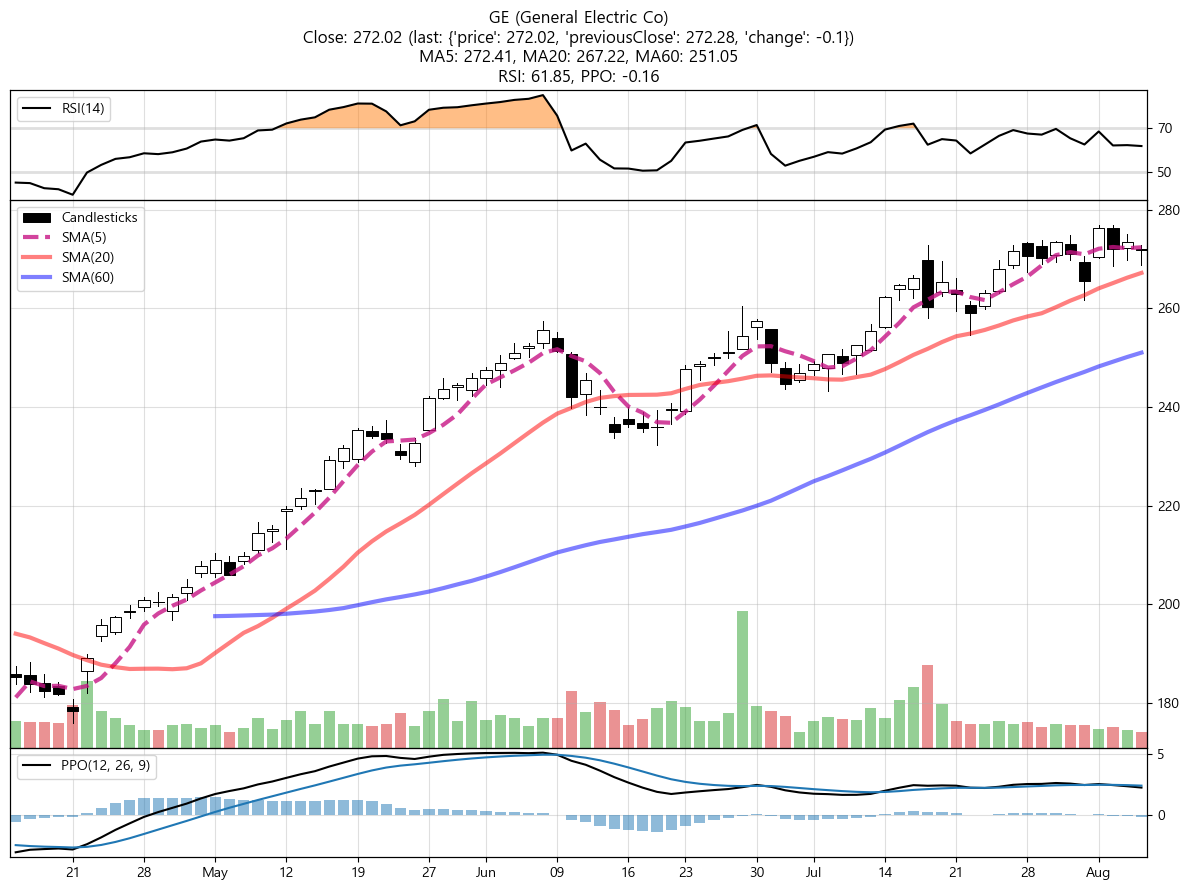 GE (General Electric Co)
Close: 272.02 (last: {'price': 272.02, 'previousClose': 272.28, 'change': -0.1})
MA5: 272.41, MA20: 267.22, MA60: 251.05
RSI: 61.85, PPO: -0.16
RSI(14)
70
50
Candlesticks
SMA(5)
SMA(20)
SMA(60)
280
260
240
220
200
180
PPO(12, 26, 9)
5
0
21 28 May 12 19 27 Jun 09 16 23 30 Jul 14 21 28 Aug